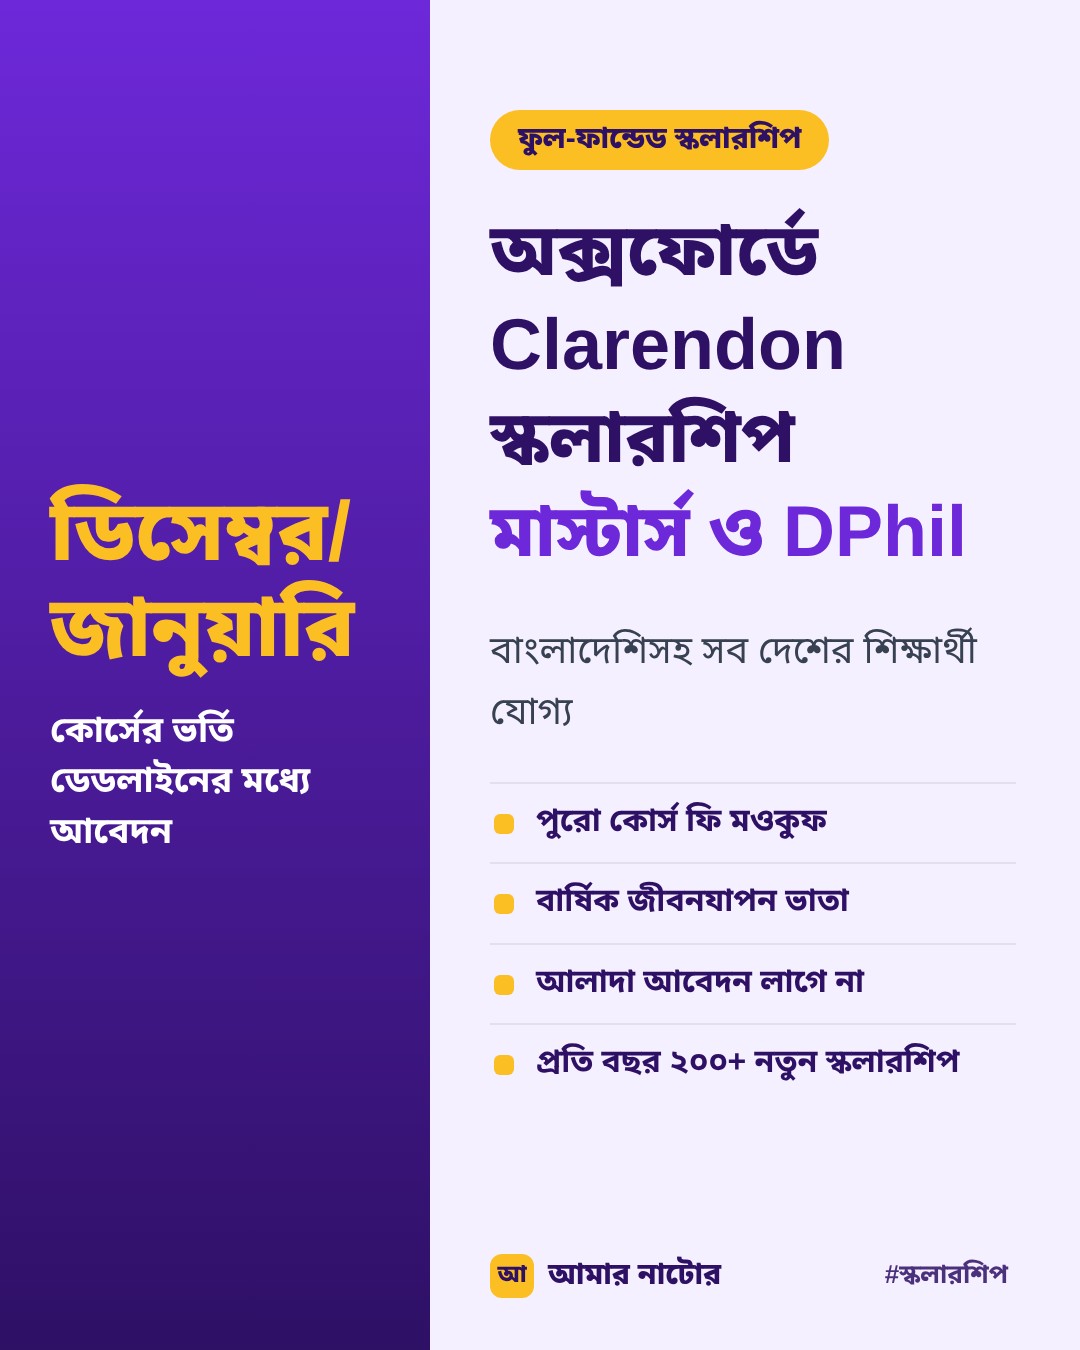 ডিসেম্বর/
জানুয়ারি
কোর্সের ভর্তি
ডেডলাইনের মধ্যে
আবেদন
ফুল-ফান্ডেড স্কলারশিপ
অক্সফোর্ডে
Clarendon
স্কলারশিপ
মাস্টার্স ও DPhil
বাংলাদেশিসহ সব দেশের শিক্ষার্থী
যোগ্য
পুরো কোর্স ফি মওকুফ
বার্ষিক জীবনযাপন ভাতা
আলাদা আবেদন লাগে না
প্রতি বছর ২০০+ নতুন স্কলারশিপ
আ আমার নাটোর
#স্কলারশিপ